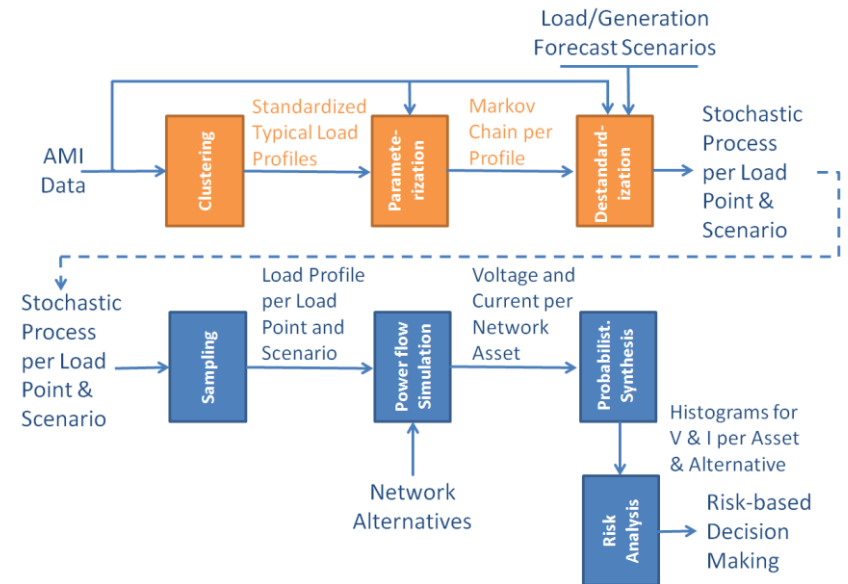 Load/Generation
Forecast Scenarios
AMI
Data
Clustering
Standardized
Typical Load
Profiles
Paramete-
rization
Markov
Chain per
Profile
Destandard-
ization
Stochastic
Process
per Load
Point &
Scenario
Stochastic
Process
per Load
Point &
Scenario
Sampling
Load Profile
per Load
Point and
Scenario
Power flow
Simulation
Voltage and
Current per
Network
Asset
Probabilist.
Synthesis
Network
Alternatives
Histograms for
V & I per Asset
& Alternative
Risk
Analysis
Risk-based
Decision
Making